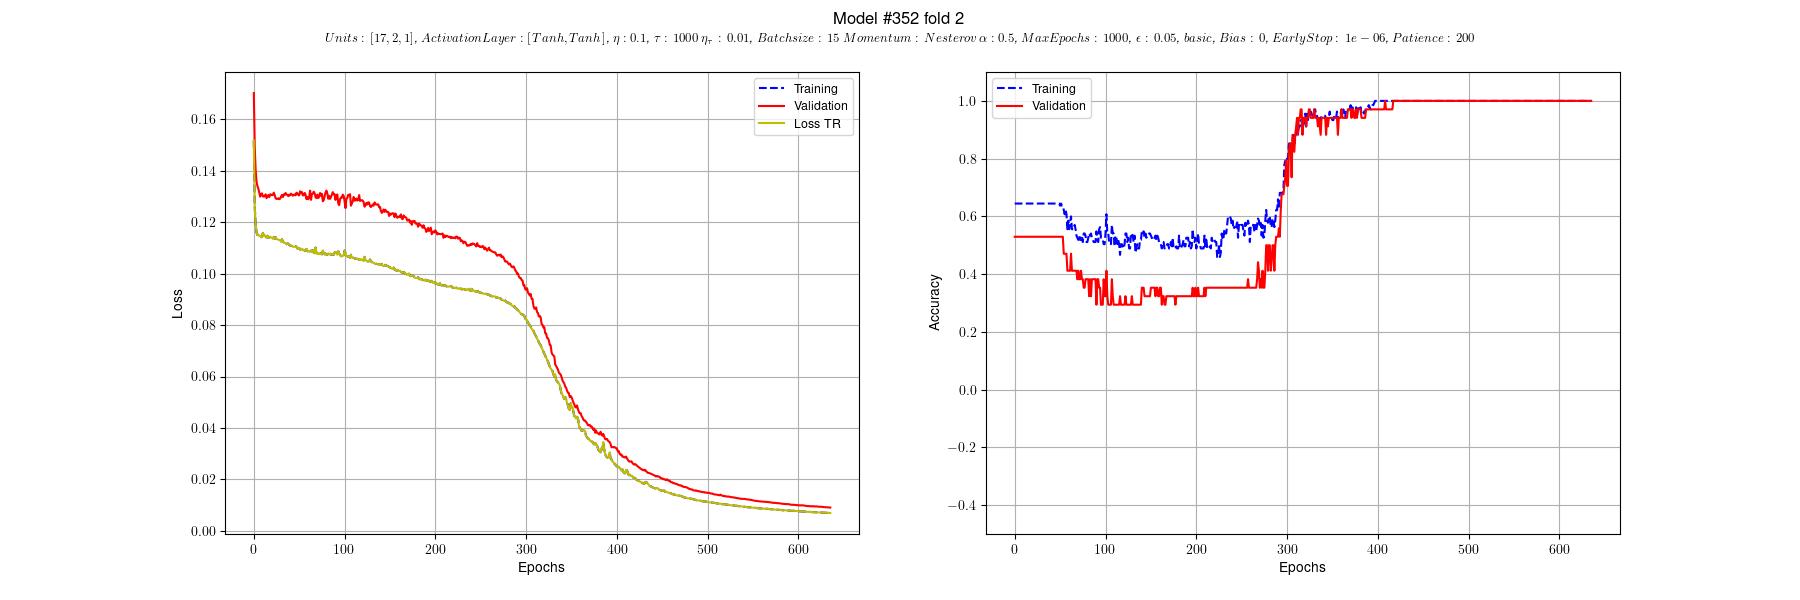 Model #352 fold 2
Units : [17, 2, 1], ActivationLayer : [Tanh, Tanh], η : 0.1, τ : 1000 η_τ : 0.01, Batchsize : 15 Momentum : Nesterov α : 0.5, MaxEpochs : 1000, ϵ : 0.05, basic, Bias : 0, EarlyStop : 1e − 06, Patience : 200
Training
Validation
Loss TR
0.16
0.14
0.12
0.10
0.08
0.06
0.04
0.02
0.00
Loss
0 100 200 300 400 500 600
Epochs
Training
Validation
1.0
0.8
0.6
0.4
0.2
0.0
−0.2
−0.4
Accuracy
0 100 200 300 400 500 600
Epochs